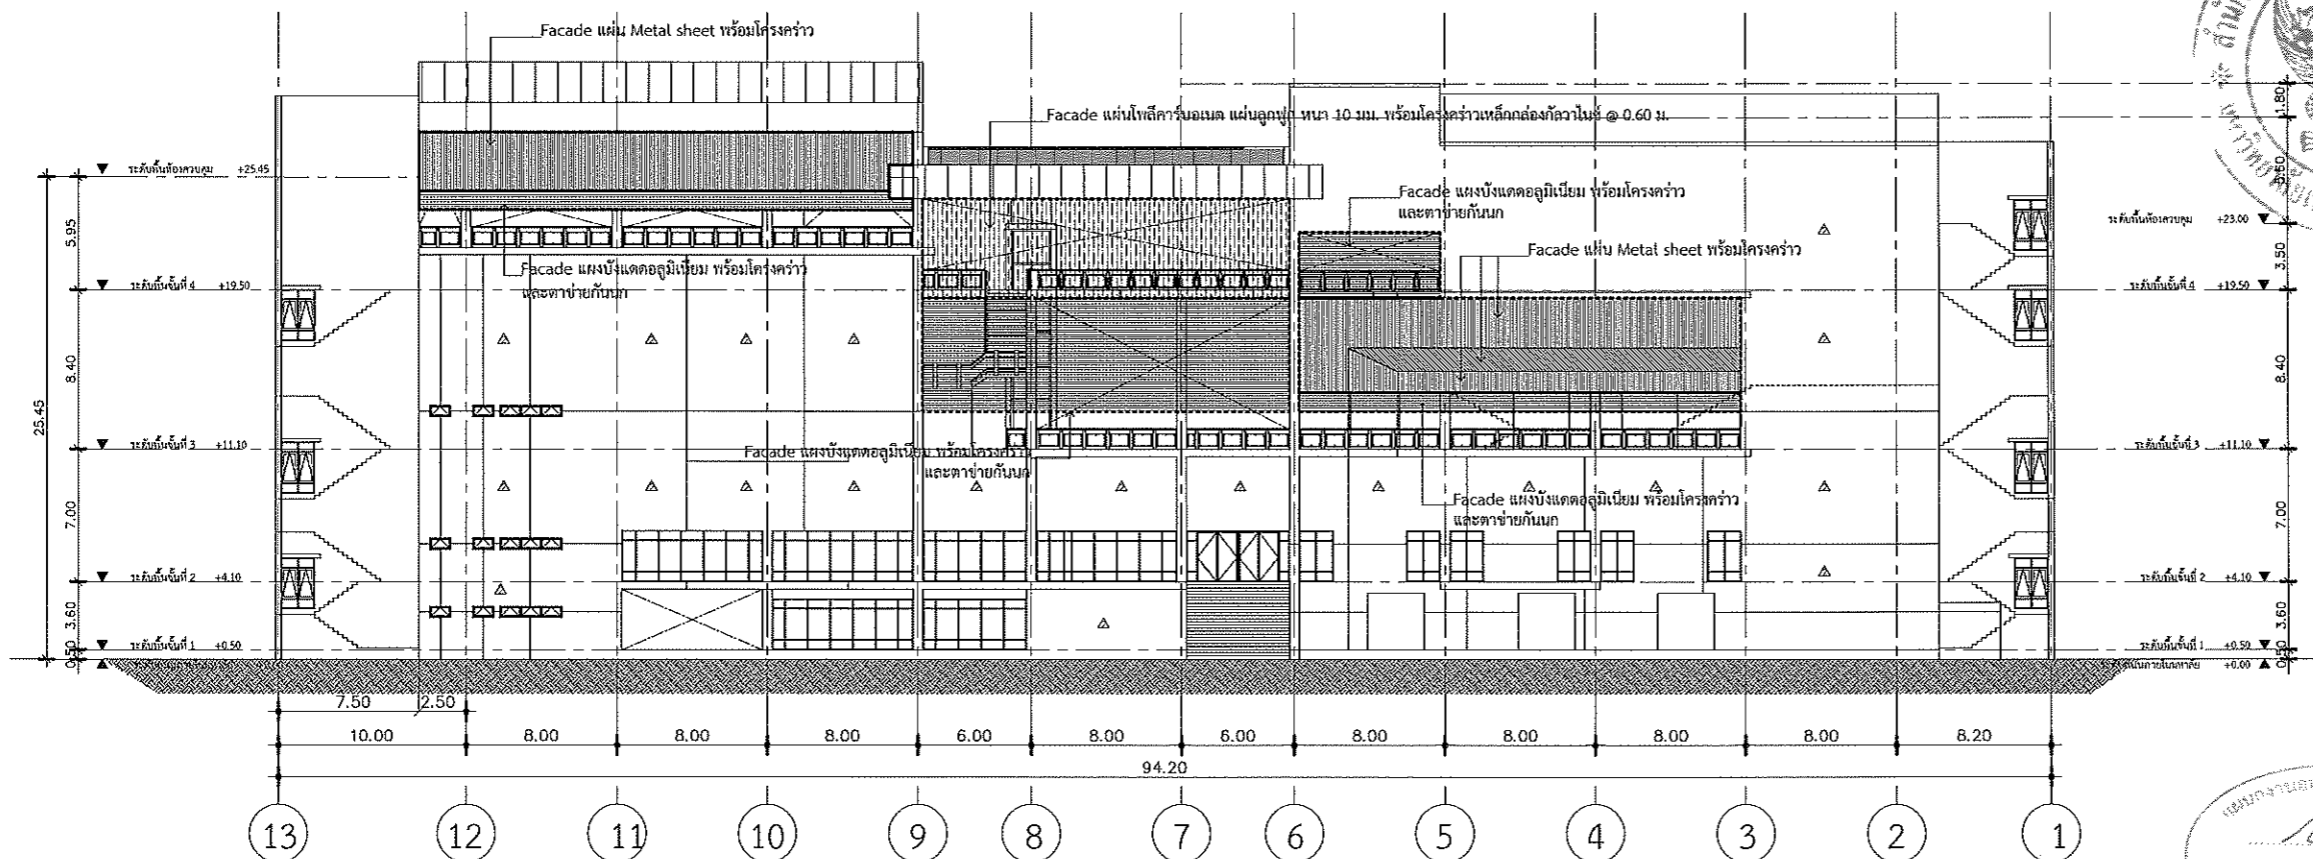 Facade แผ่น Metal sheet พร้อมโครงคร่าว
Facade แผ่นโพลีคาร์บอเนต แผ่นลูกฟูก หนา 10 มม. พร้อมโครงคร่าวเหล็กกล่องกัลวาไนซ์ @ 0.60 ม.
Facade แผงบังแดดอลูมิเนียม พร้อมโครงคร่าว
และตาข่ายกันนก
Facade แผ่น Metal sheet พร้อมโครงคร่าว
Facade แผงบังแดดอลูมิเนียม พร้อมโครงคร่าว
และตาข่ายกันนก
Facade แผงบังแดดอลูมิเนียม พร้อมโครงคร่าว
และตาข่ายกันนก
Facade แผงบังแดดอลูมิเนียม พร้อมโครงคร่าว
และตาข่ายกันนก
ระดับพื้นห้องควบคุม +25.45
ระดับพื้นชั้นที่ 4 +19.50
ระดับพื้นชั้นที่ 3 +11.10
ระดับพื้นชั้นที่ 2 +4.10
ระดับพื้นชั้นที่ 1 +0.50
25.45
5.95
8.40
7.00
3.60
0.50
ระดับพื้นห้องควบคุม +23.00
ระดับพื้นชั้นที่ 4 +19.50
ระดับพื้นชั้นที่ 3 +11.10
ระดับพื้นชั้นที่ 2 +4.10
ระดับพื้นชั้นที่ 1 +0.50
+0.00
1.80
5.60
3.50
8.40
7.00
3.60
0.50
7.50 2.50
10.00 8.00 8.00 8.00 6.00 8.00 6.00 8.00 8.00 8.00 8.00 8.20
94.20
13 12 11 10 9 8 7 6 5 4 3 2 1